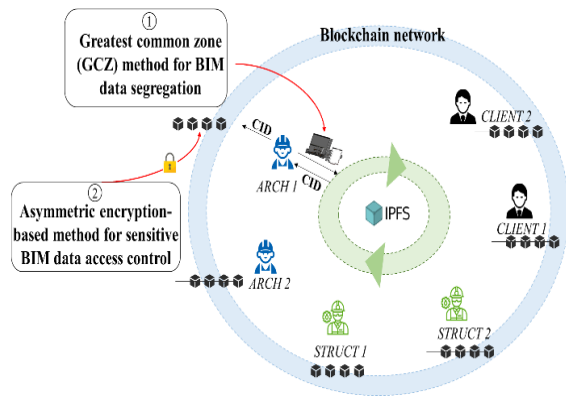 ①
Greatest common zone
(GCZ) method for BIM
data segregation
Blockchain network
CLIENT 2
CID
ARCH 1
CID
②
Asymmetric encryption-
based method for sensitive
BIM data access control
IPFS
CLIENT 1
ARCH 2
STRUCT 1
STRUCT 2